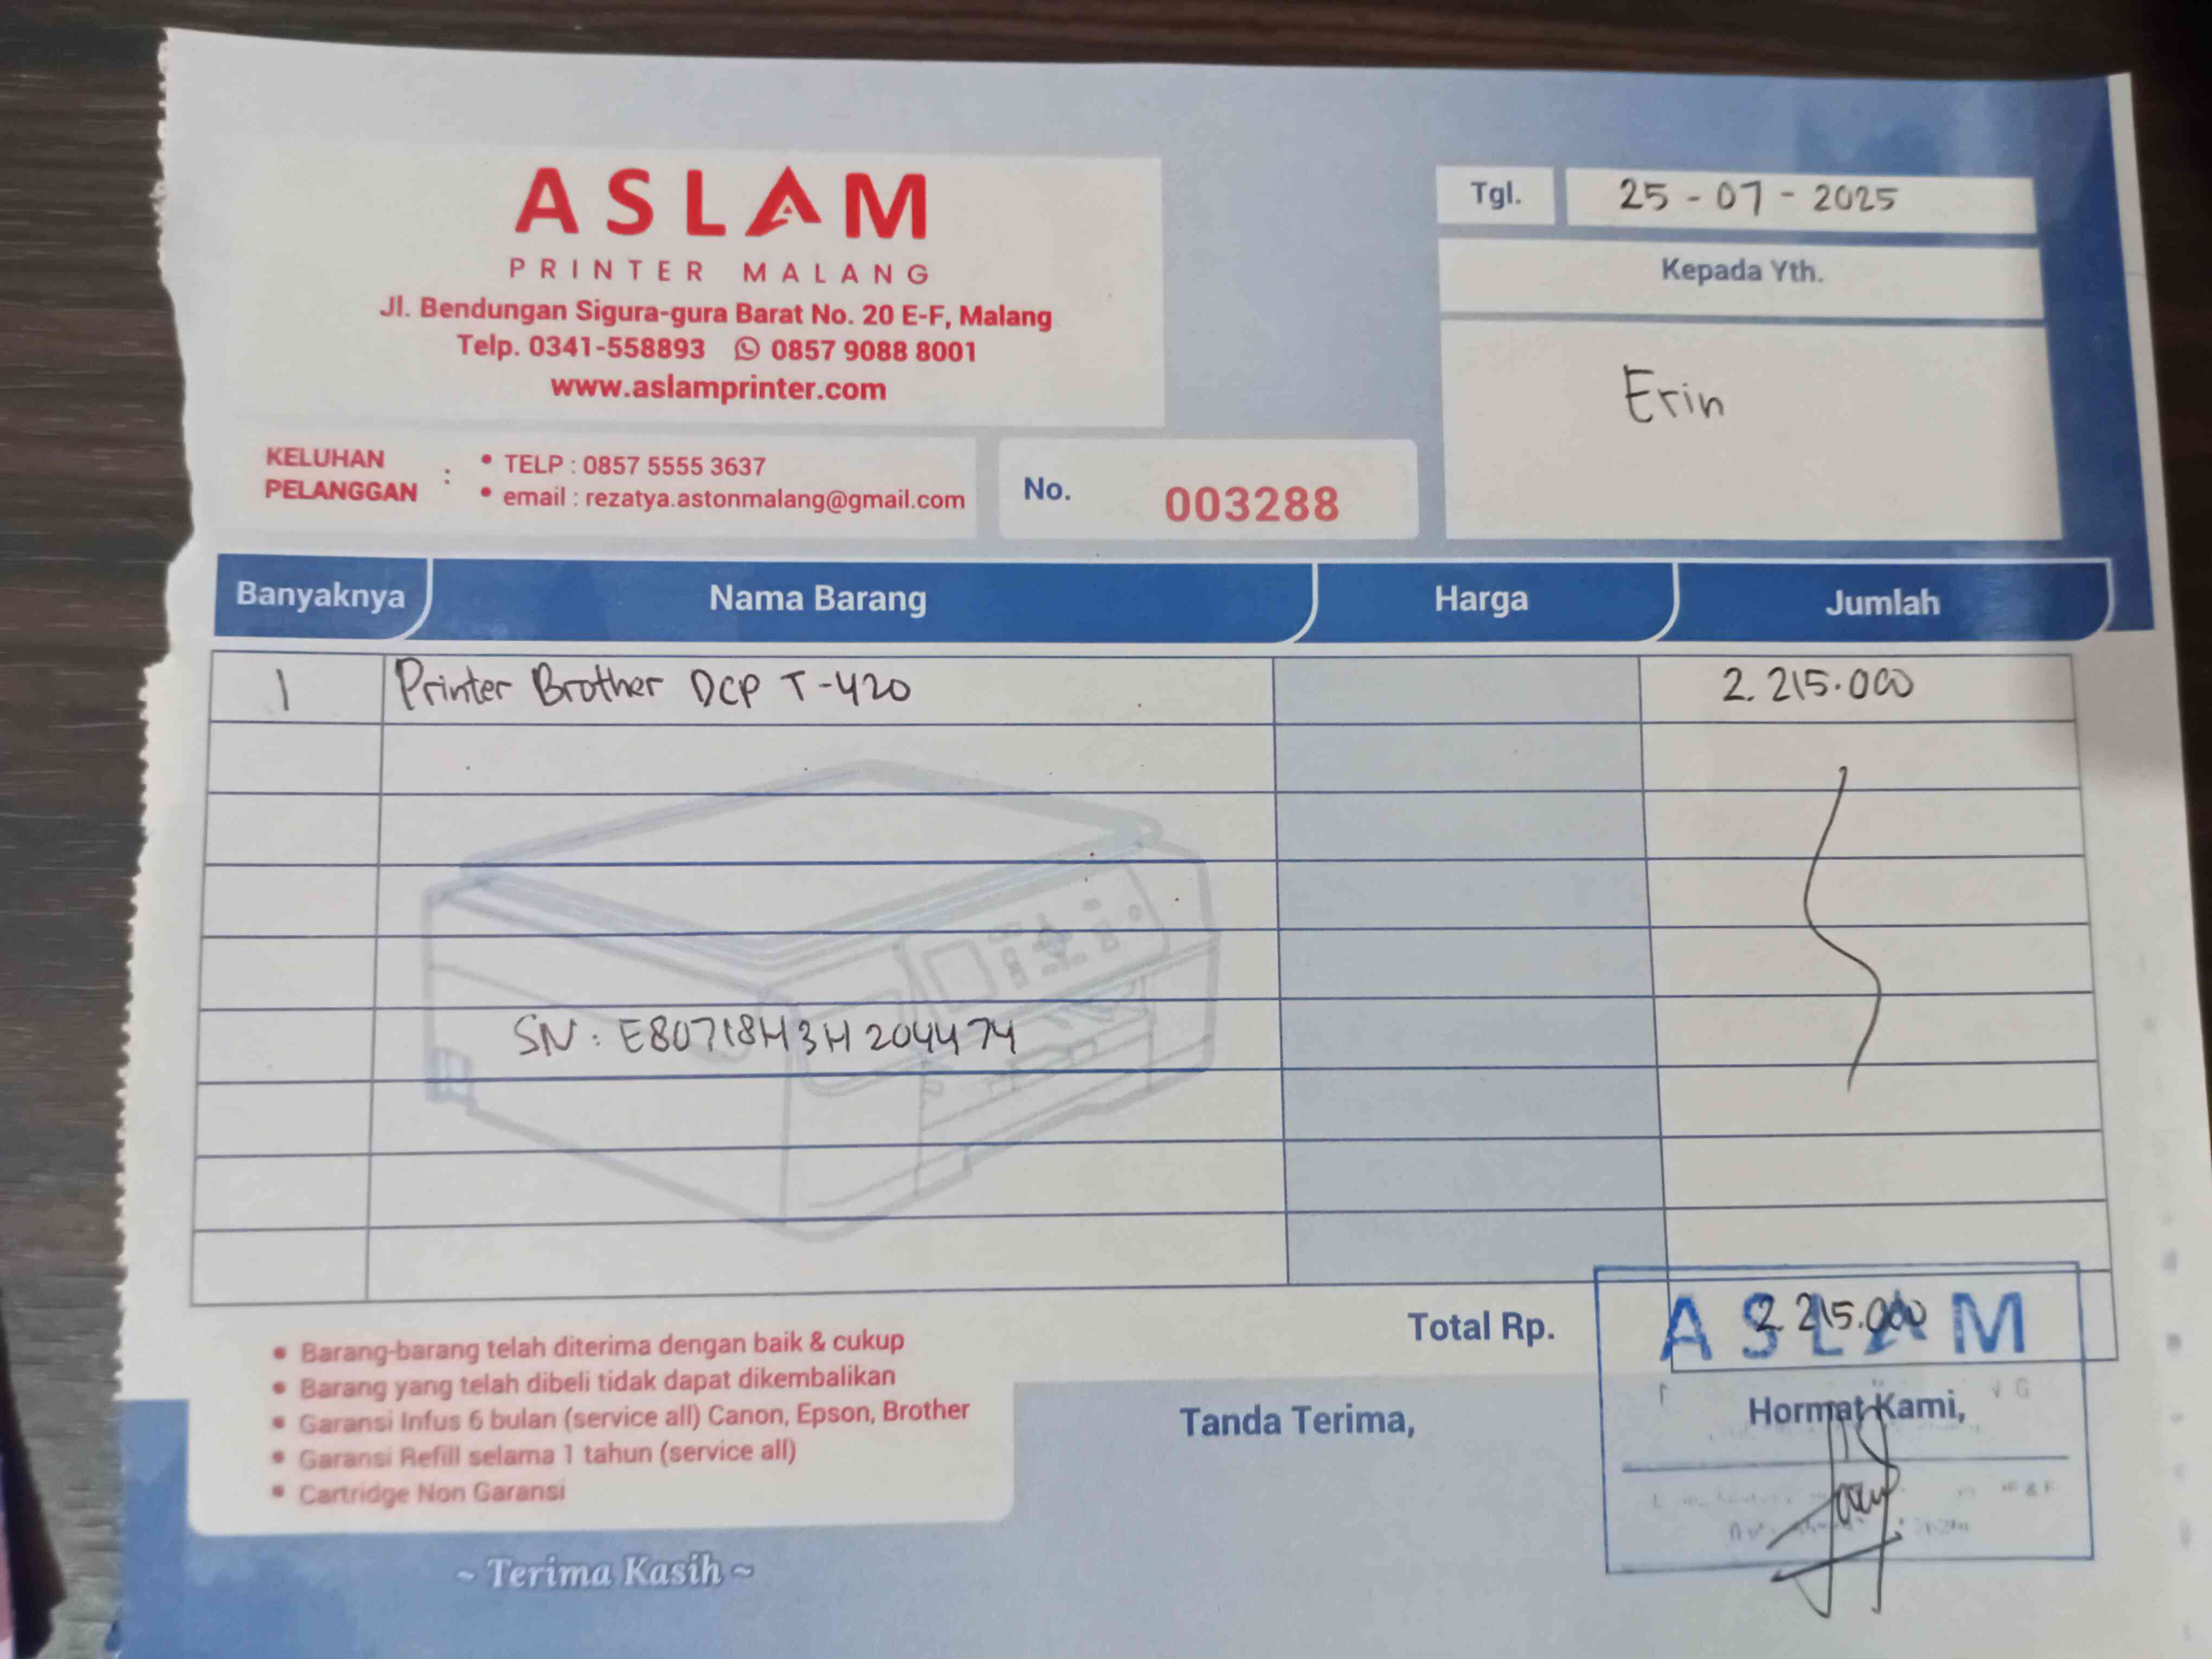 ASLAM
PRINTER MALANG
Jl. Bendungan Sigura-gura Barat No. 20 E-F, Malang
Telp. 0341-558893 0857 9088 8001
www.aslamprinter.com
Tgl. 25 - 07 - 2025
Kepada Yth.
Erin
KELUHAN PELANGGAN :
• TELP : 0857 5555 3637
• email : rezatya.astonmalang@gmail.com
No. 003288
Banyaknya Nama Barang Harga Jumlah
1 Printer Brother DCP T-420 2.215.000
SN : E80718H3H204474
Total Rp. 2.215.000
ASLAM
• Barang-barang telah diterima dengan baik & cukup
• Barang yang telah dibeli tidak dapat dikembalikan
• Garansi Infus 6 bulan (service all) Canon, Epson, Brother
• Garansi Refill selama 1 tahun (service all)
• Cartridge Non Garansi
Tanda Terima,
Hormat Kami,
~ Terima Kasih ~